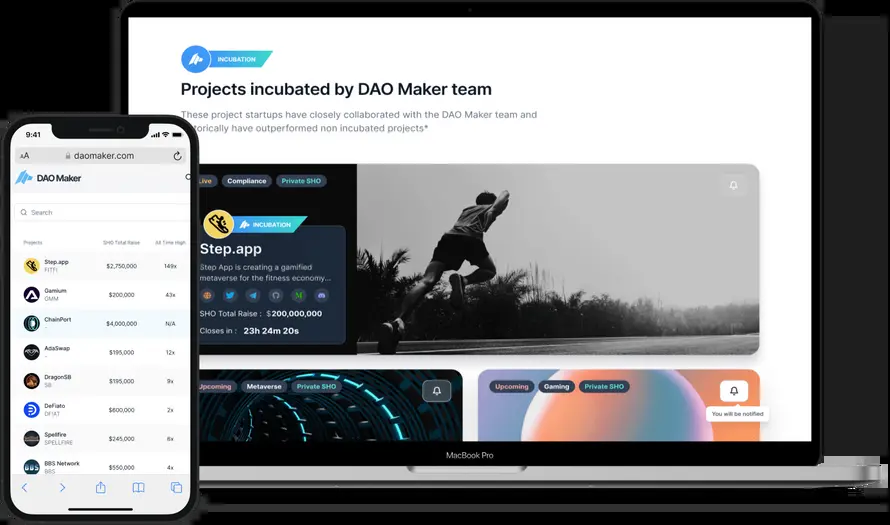 INCUBATION
Projects incubated by DAO Maker team
These project startups have closely collaborated with the DAO Maker team and
have outperformed non incubated projects*
Live
Compliance
Private SHO
INCUBATION
Step.app
Step App is creating a gamified
metaverse for the fitness economy...
SHO Total Raise : $200,000,000
Closes in : 23h 24m 20s
Upcoming
Metaverse
Private SHO
Upcoming
Gaming
Private SHO
You will be notified
MacBook Pro
9:41
AA
daomaker.com
DAO Maker
Search
Projects SHO Total Raise All Time High
Step.app $2,750,000 149x
FITFI
Gamium $200,000 43x
GMM
ChainPort $4,000,000 N/A
-
AdaSwap $195,000 12x
-
DragonSB $195,000 9x
SB
DeFiato $600,000 2x
DFIAT
Spellfire $245,000 6x
SPELLFIRE
BBS Network $550,000 4x
BBS